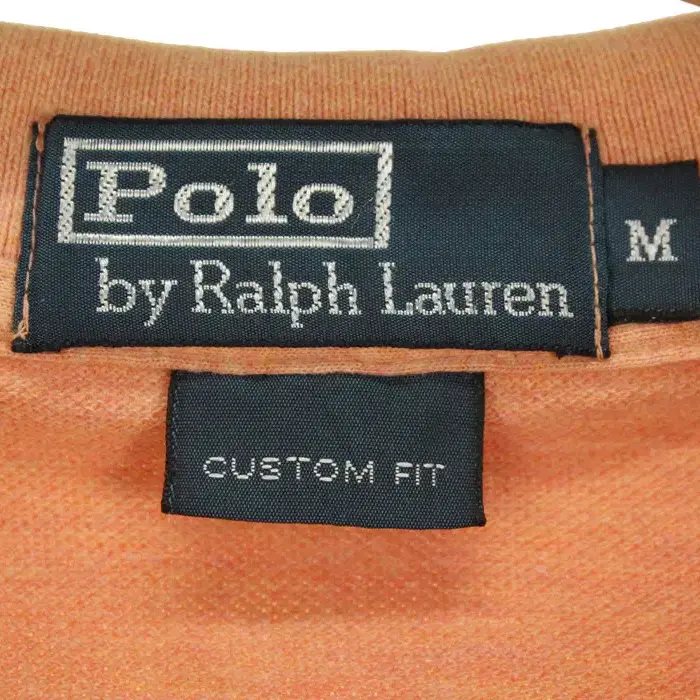 Polo
by Ralph Lauren
M
CUSTOM FIT